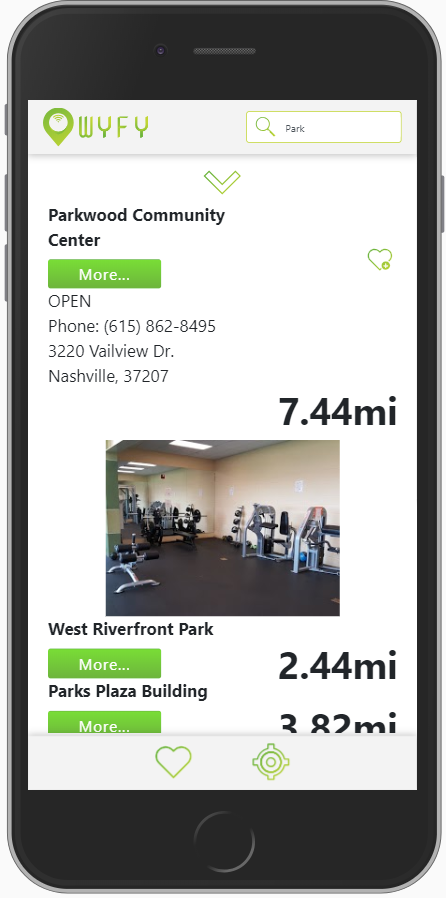 WYFY
Park
Parkwood Community
Center
More...
OPEN
Phone: (615) 862-8495
3220 Vailview Dr.
Nashville, 37207
7.44mi
West Riverfront Park
More...
2.44mi
Parks Plaza Building
More...
3.82mi